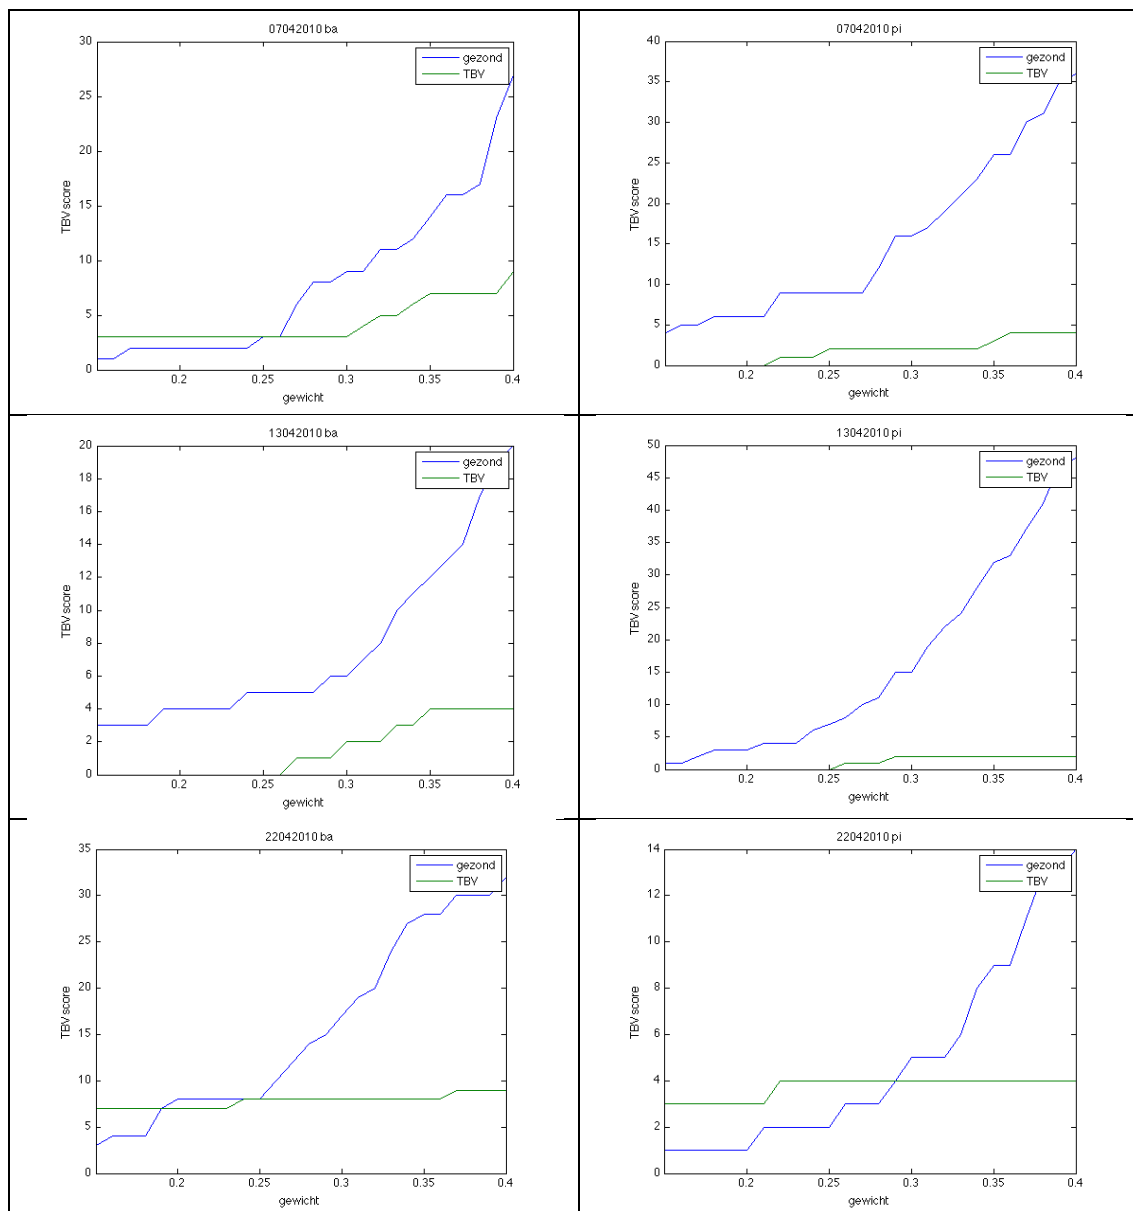 07042010 ba
30
25
20
15
10
5
0
TBV score
gezond
TBV
0.2
0.25
0.3
0.35
0.4
gewicht
07042010 pi
40
35
30
25
20
15
10
5
0
TBV score
gezond
TBV
0.2
0.25
0.3
0.35
0.4
gewicht
13042010 ba
20
18
16
14
12
10
8
6
4
2
0
TBV score
gezond
TBV
0.2
0.25
0.3
0.35
0.4
gewicht
13042010 pi
50
45
40
35
30
25
20
15
10
5
0
TBV score
gezond
TBV
0.2
0.25
0.3
0.35
0.4
gewicht
22042010 ba
35
30
25
20
15
10
5
0
TBV score
gezond
TBV
0.2
0.25
0.3
0.35
0.4
gewicht
22042010 pi
14
12
10
8
6
4
2
0
TBV score
gezond
TBV
0.2
0.25
0.3
0.35
0.4
gewicht